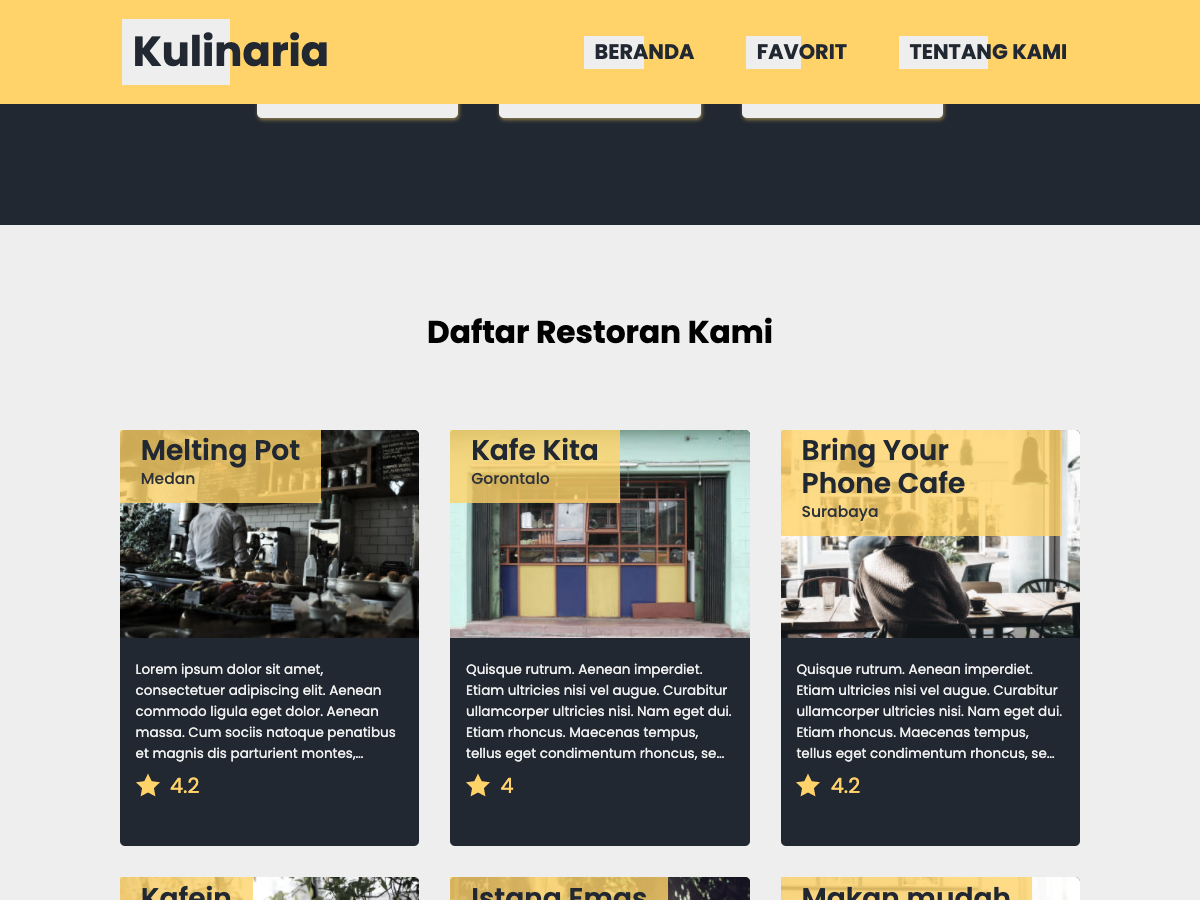 Kulinaria
BERANDA
FAVORIT
TENTANG KAMI
Daftar Restoran Kami
Melting Pot
Medan
Lorem ipsum dolor sit amet,
consectetuer adipiscing elit. Aenean
commodo ligula eget dolor. Aenean
massa. Cum sociis natoque penatibus
et magnis dis parturient montes,...
4.2
Kafe Kita
Gorontalo
Quisque rutrum. Aenean imperdiet.
Etiam ultricies nisi vel augue. Curabitur
ullamcorper ultricies nisi. Nam eget dui.
Etiam rhoncus. Maecenas tempus,
tellus eget condimentum rhoncus, se...
4
Bring Your
Phone Cafe
Surabaya
Quisque rutrum. Aenean imperdiet.
Etiam ultricies nisi vel augue. Curabitur
ullamcorper ultricies nisi. Nam eget dui.
Etiam rhoncus. Maecenas tempus,
tellus eget condimentum rhoncus, se...
4.2
Kafein
Istana Emas
Makan mudah